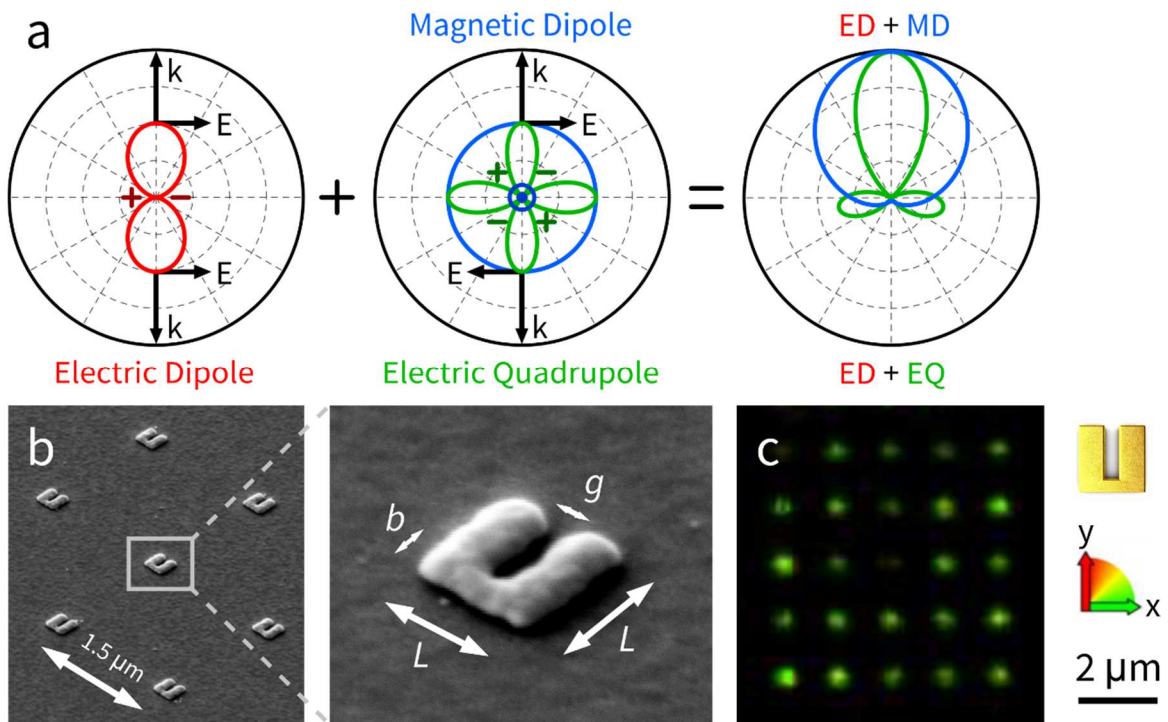 a
Magnetic Dipole
ED + MD
k
E
k
E
+
−
+
k
E
+
−
−
+
E
k
=
Electric Dipole
Electric Quadrupole
ED + EQ
b
1.5 μm
b
g
L
L
c
y
x
2 μm